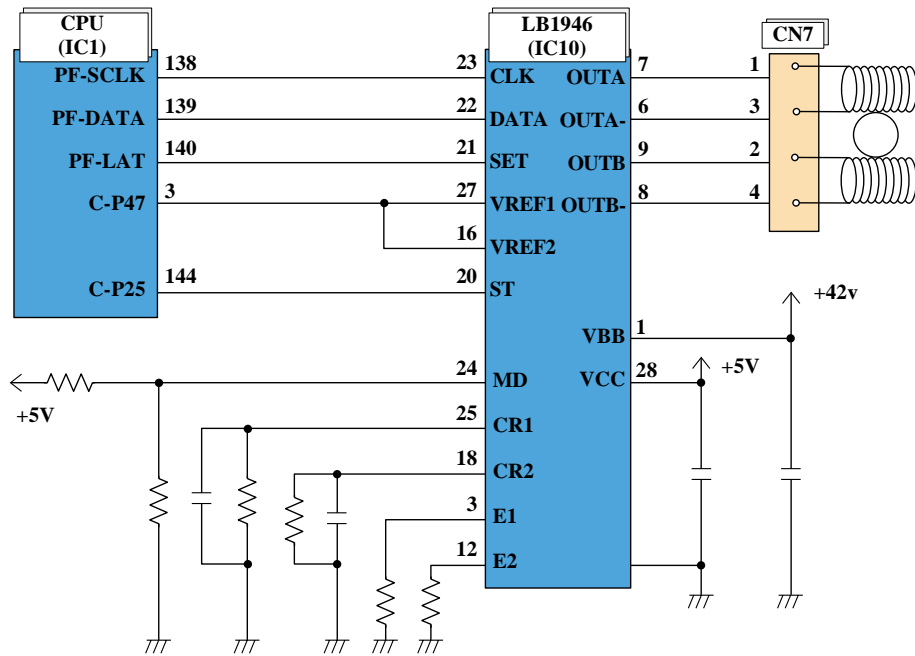 CPU
(IC1)
LB1946
(IC10)
CN7
PF-SCLK 138 23 CLK OUTA 7 1
PF-DATA 139 22 DATA OUTA- 6 3
PF-LAT 140 21 SET OUTB 9 2
C-P47 3 27 VREF1 OUTB- 8 4
16 VREF2
C-P25 144 20 ST
+42v
VBB 1
24 MD VCC 28 +5V
+5V
25 CR1
18 CR2
3 E1
12 E2